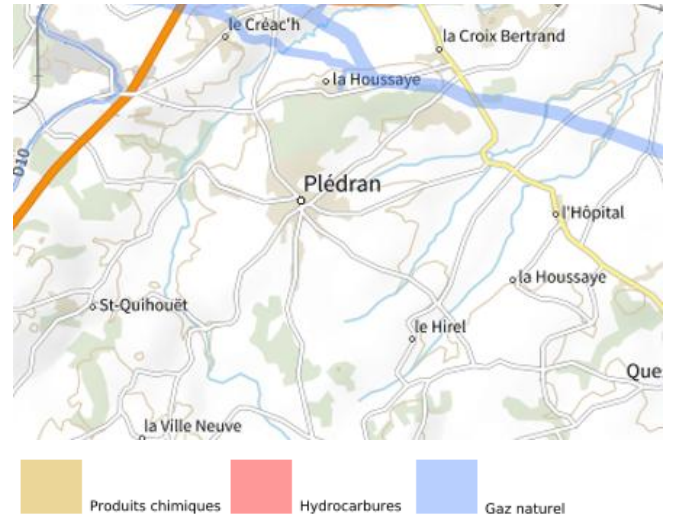 le Créac'h
la Croix Bertrand
la Houssaye
D10
Plédran
l'Hôpital
la Houssaye
St-Quihouët
le Hirel
Que
la Ville Neuve
Produits chimiques
Hydrocarbures
Gaz naturel